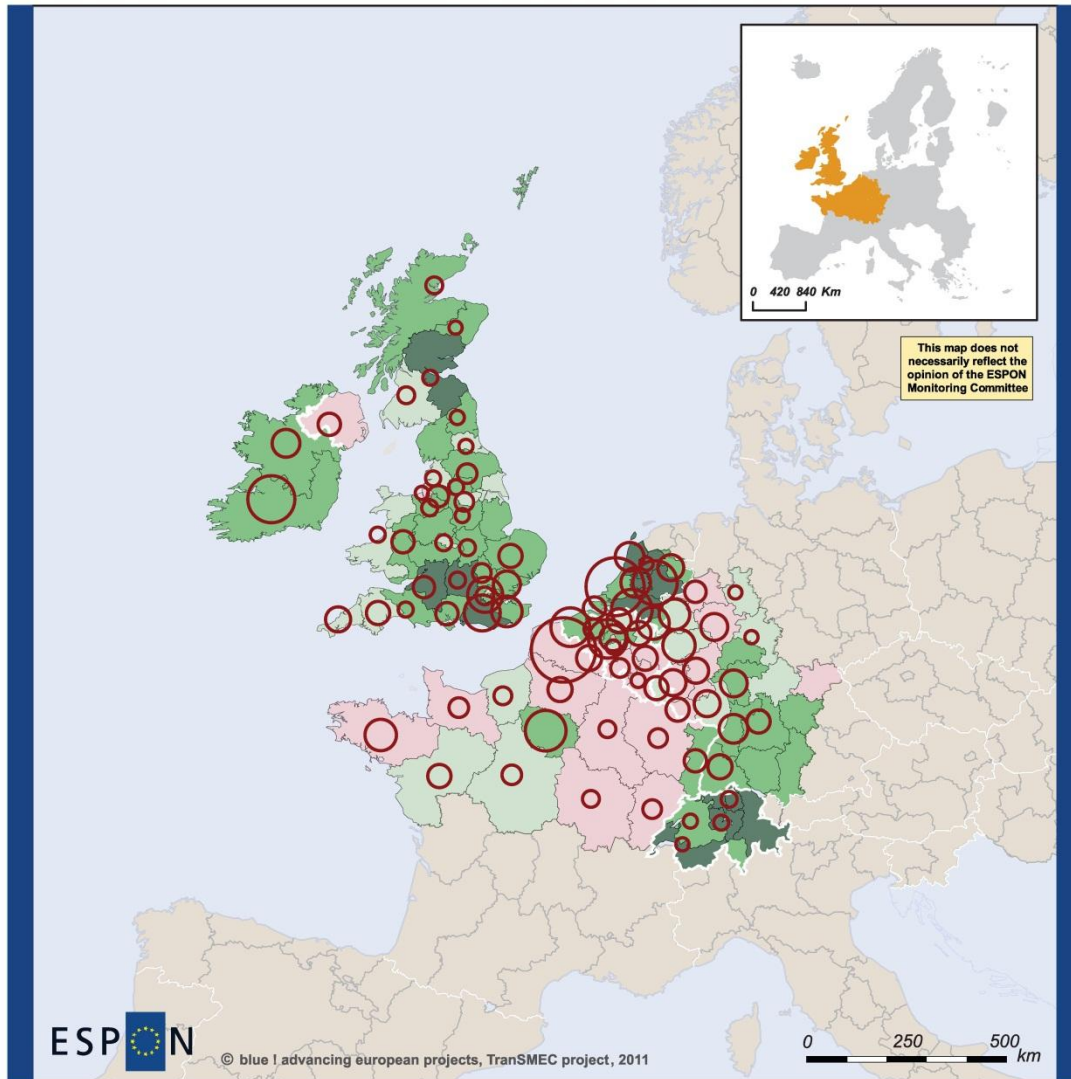 0 420 840 Km
This map does not
necessarily reflect the
opinion of the ESPON
Monitoring Committee
ESPON
© blue ! advancing european projects, TranSMEC project, 2011
0 250 500
km